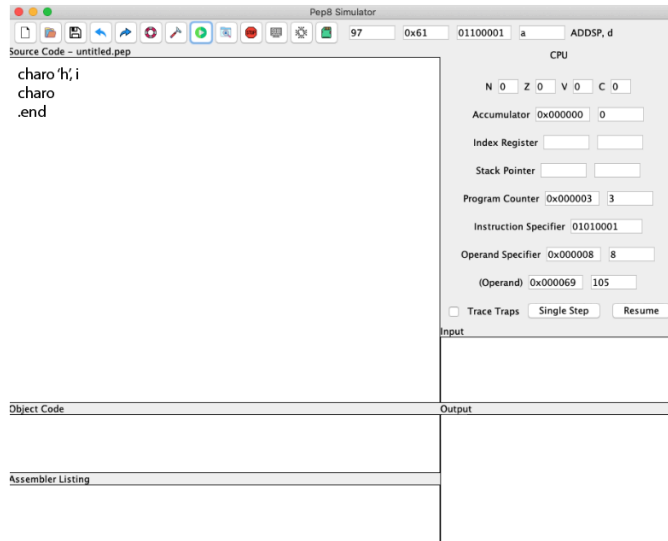 Pep8 Simulator
97 0x61 01100001 a ADDSP, d
Source Code - untitled.pep
charo 'h', i
charo
.end
CPU
N 0 Z 0 V 0 C 0
Accumulator 0x000000 0
Index Register
Stack Pointer
Program Counter 0x000003 3
Instruction Specifier 01010001
Operand Specifier 0x000008 8
(Operand) 0x000069 105
Trace Traps Single Step Resume
Input
Object Code
Output
Assembler Listing